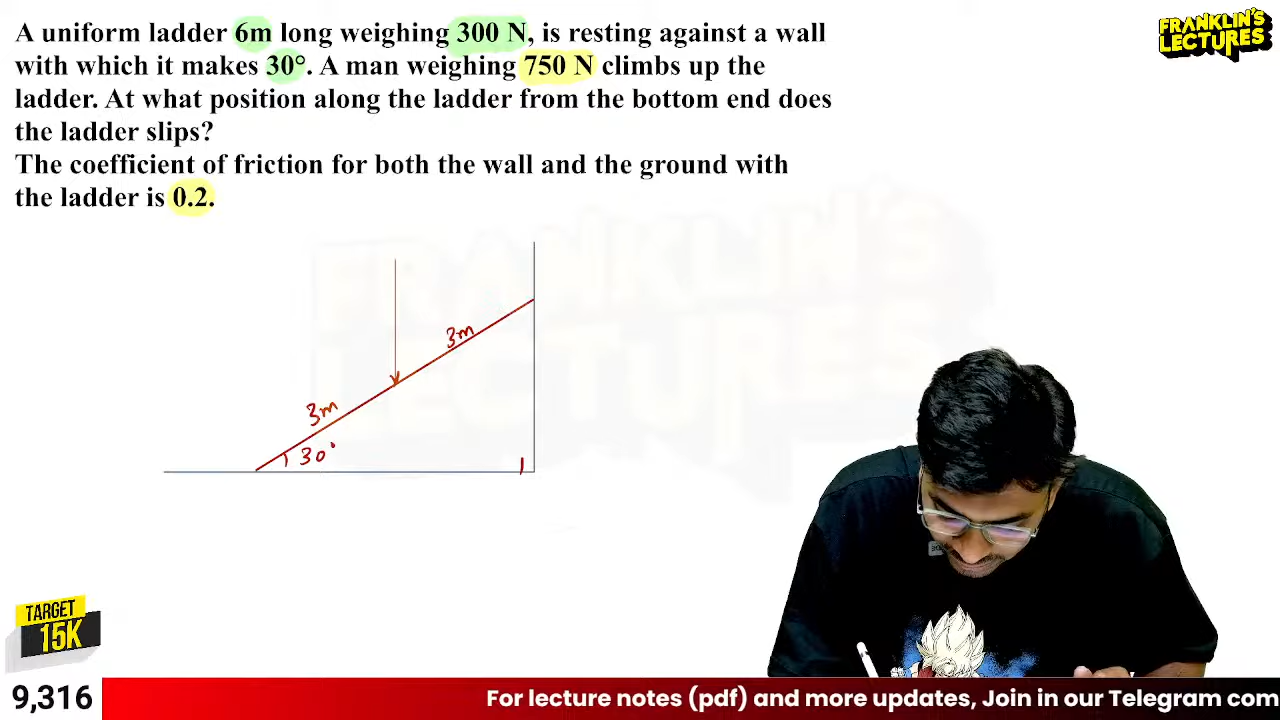 A uniform ladder 6m long weighing 300 N, is resting against a wall
with which it makes 30°. A man weighing 750 N climbs up the
ladder. At what position along the ladder from the bottom end does
the ladder slips?
The coefficient of friction for both the wall and the ground with
the ladder is 0.2.
FRANKLIN'S
LECTURES
FRANKLIN'S
LECTURES
3m
3m
30°
TARGET
15K
9,316
For lecture notes (pdf) and more updates, Join in our Telegram com